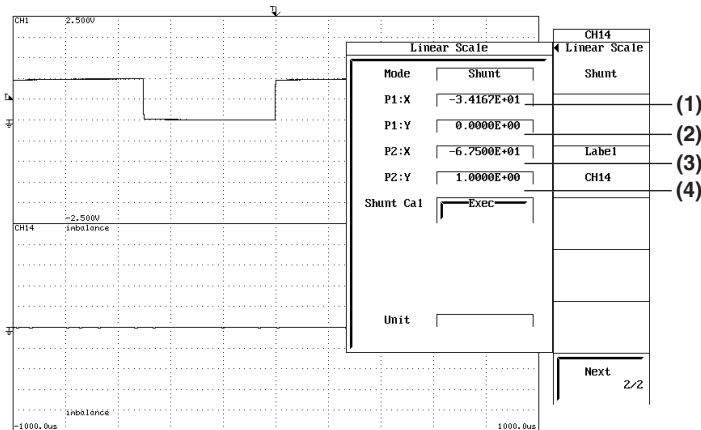 CH1 2.500V
T
T
-2.500V
CH14 imbalance
imbalance
-1000.0us 1000.0us
Linear Scale
Mode Shunt
P1:X -3.4167E+01
P1:Y 0.0000E+00
P2:X -6.7500E+01
P2:Y 1.0000E+00
Shunt Cal Exec
Unit
CH14
Linear Scale
Shunt
Label
CH14
Next
2/2
(1)
(2)
(3)
(4)